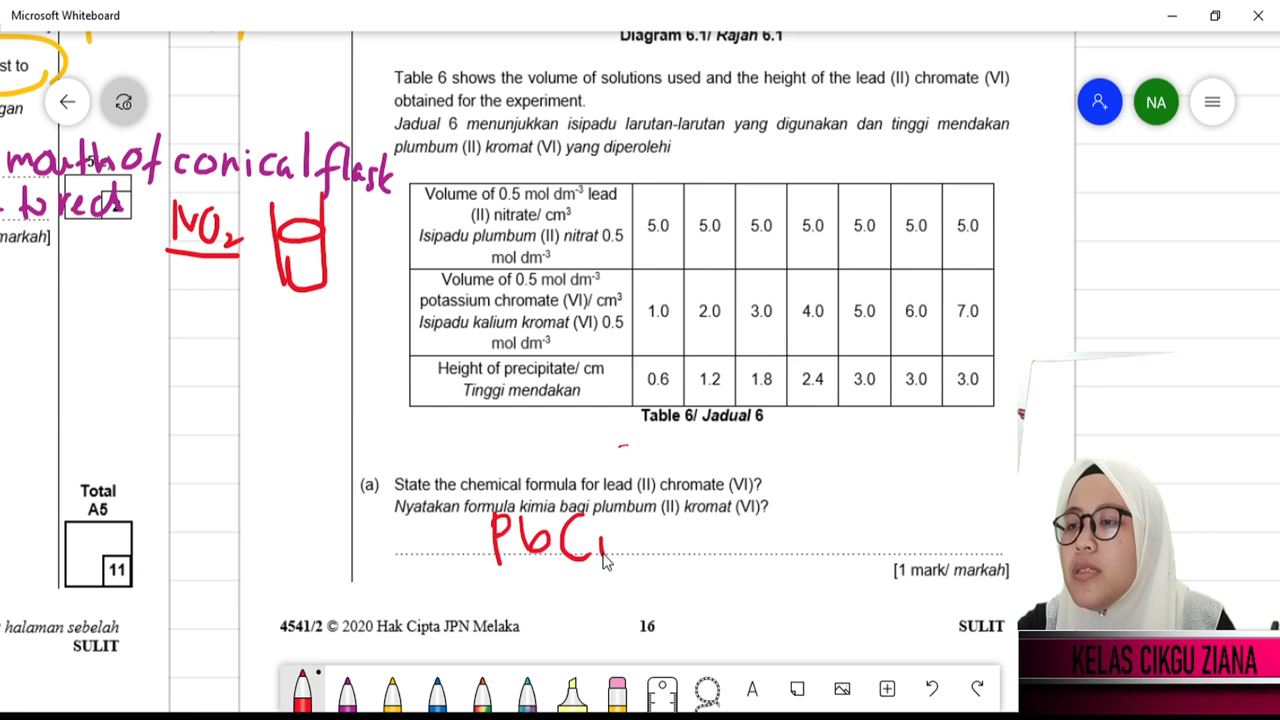 Microsoft Whiteboard
st to
gan
mouth of conical flask
to rect
NO2
markah]
Total
A5
11
halaman sebelah
SULIT
Diagram 6.1/ Rajah 6.1
Table 6 shows the volume of solutions used and the height of the lead (II) chromate (VI)
obtained for the experiment.
Jadual 6 menunjukkan isipadu larutan-larutan yang digunakan dan tinggi mendakan
plumbum (II) kromat (VI) yang diperolehi
Volume of 0.5 mol dm-3 lead
(II) nitrate/ cm3
Isipadu plumbum (II) nitrat 0.5
mol dm-3
5.0 5.0 5.0 5.0 5.0 5.0 5.0
Volume of 0.5 mol dm-3
potassium chromate (VI)/ cm3
Isipadu kalium kromat (VI) 0.5
mol dm-3
1.0 2.0 3.0 4.0 5.0 6.0 7.0
Height of precipitate/ cm
Tinggi mendakan
0.6 1.2 1.8 2.4 3.0 3.0 3.0
Table 6/ Jadual 6
(a) State the chemical formula for lead (II) chromate (VI)?
Nyatakan formula kimia bagi plumbum (II) kromat (VI)?
PbC
[1 mark/ markah]
4541/2 © 2020 Hak Cipta JPN Melaka 16 SULIT
NA
KELAS CIKGU ZIANA